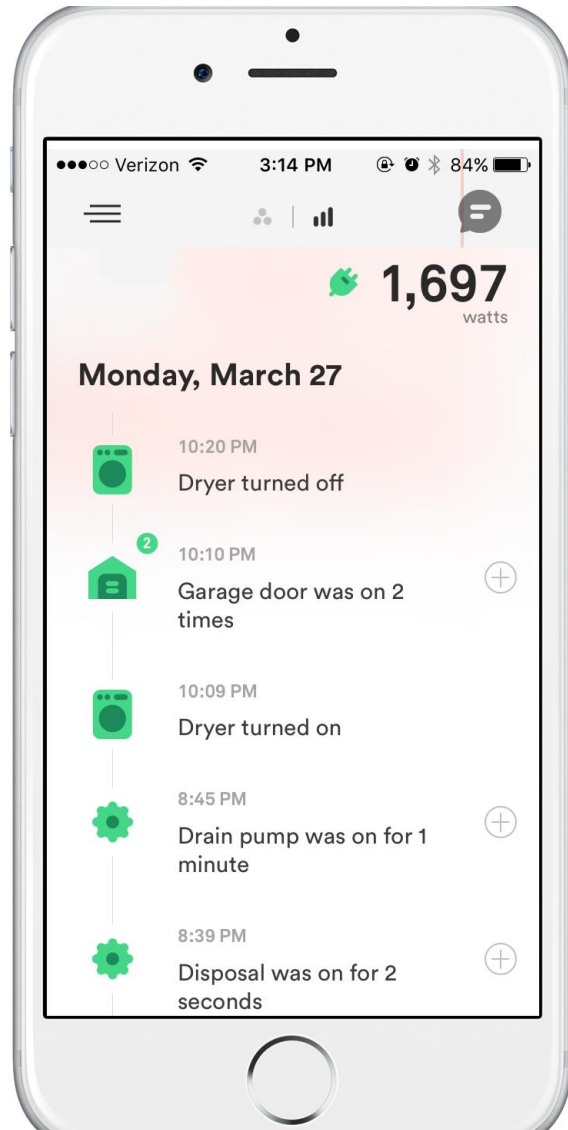 Verizon 3:14 PM 84%
1,697
watts
Monday, March 27
10:20 PM
Dryer turned off
2
10:10 PM
Garage door was on 2
times
10:09 PM
Dryer turned on
8:45 PM
Drain pump was on for 1
minute
8:39 PM
Disposal was on for 2
seconds